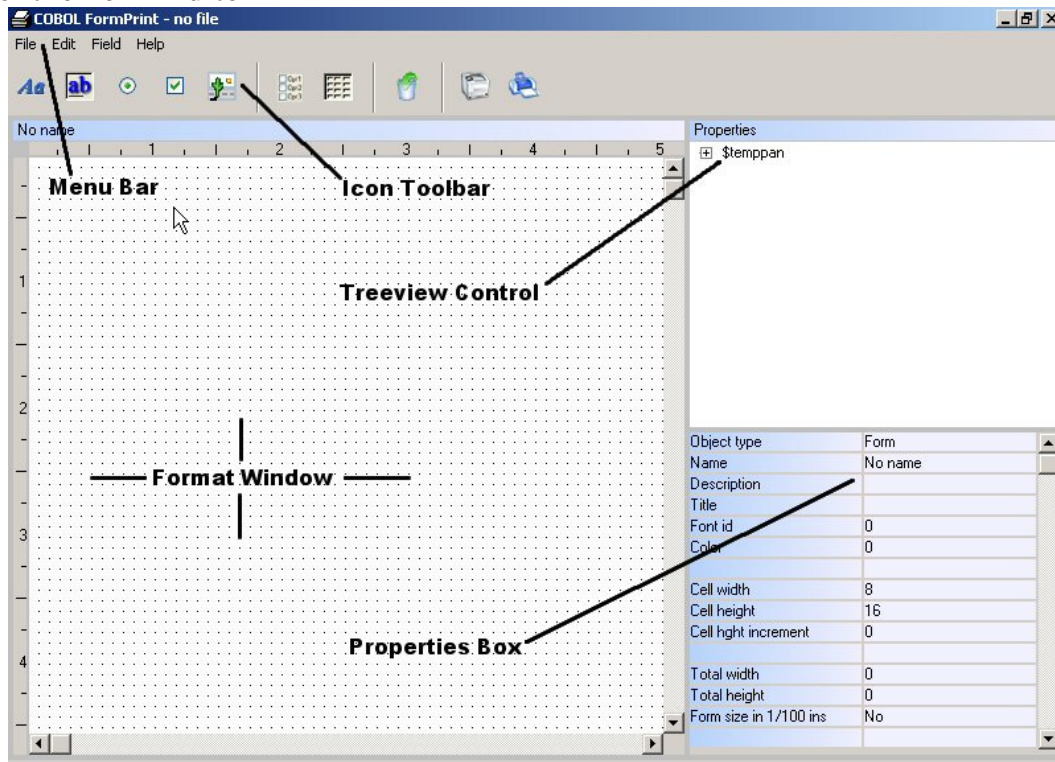 COBOL FormPrint - no file
File Edit Field Help
Aa ab
Opt1
Opt2
Opt3
No name
Properties
1 2 3 4 5
$temppan
Menu Bar
Icon Toolbar
1
Treeview Control
2
Format Window
3
Properties Box
4
Object type Form
Name No name
Description
Title
Font id 0
Color 0
Cell width 8
Cell height 16
Cell hght increment 0
Total width 0
Total height 0
Form size in 1/100 ins No